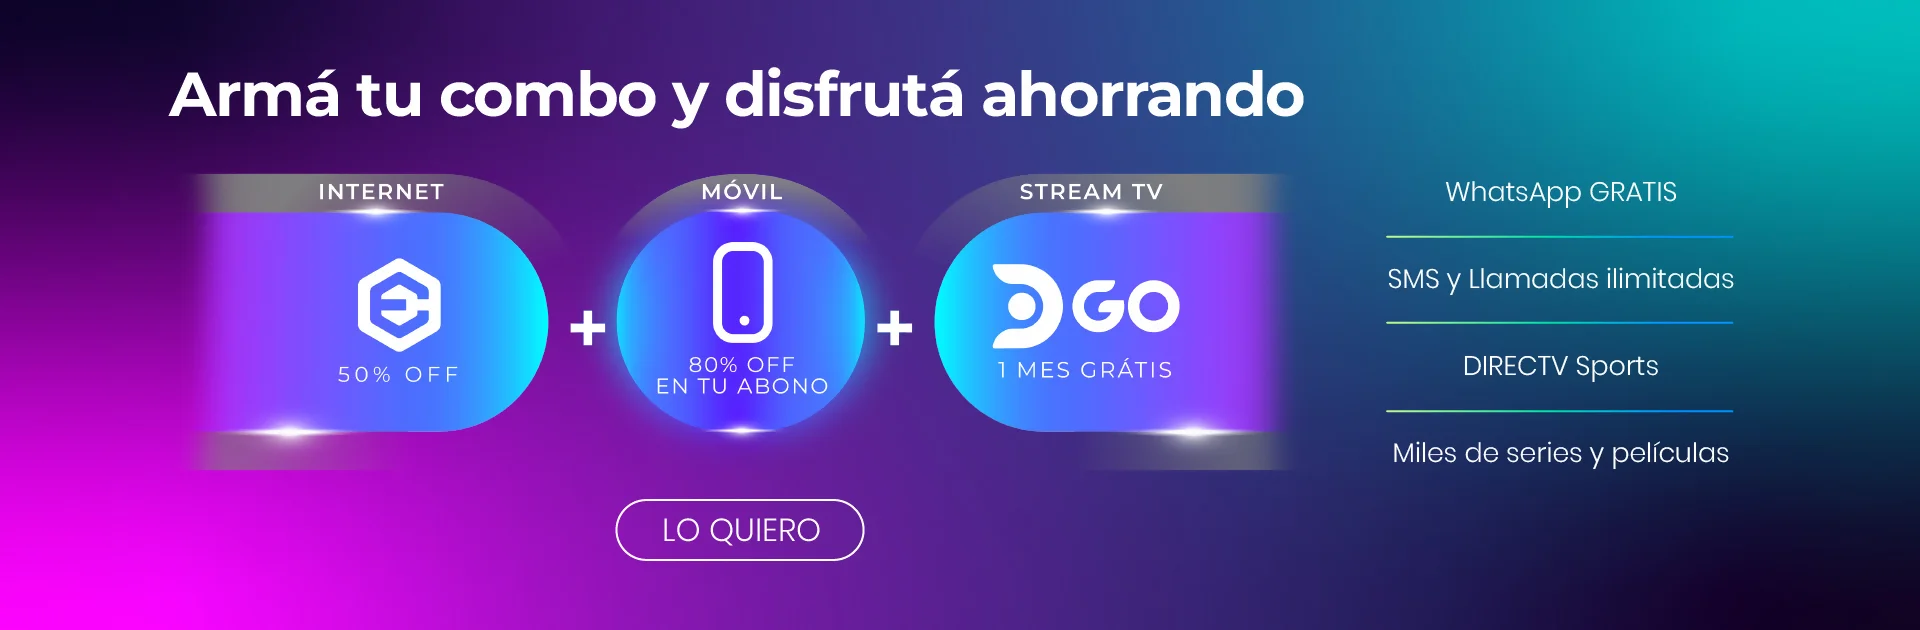 Armá tu combo y disfrutá ahorrando
INTERNET
50% OFF
+
MÓVIL
80% OFF
EN TU ABONO
+
STREAM TV
DGO
1 MES GRÁTIS
WhatsApp GRATIS
SMS y Llamadas ilimitadas
DIRECTV Sports
Miles de series y películas
LO QUIERO